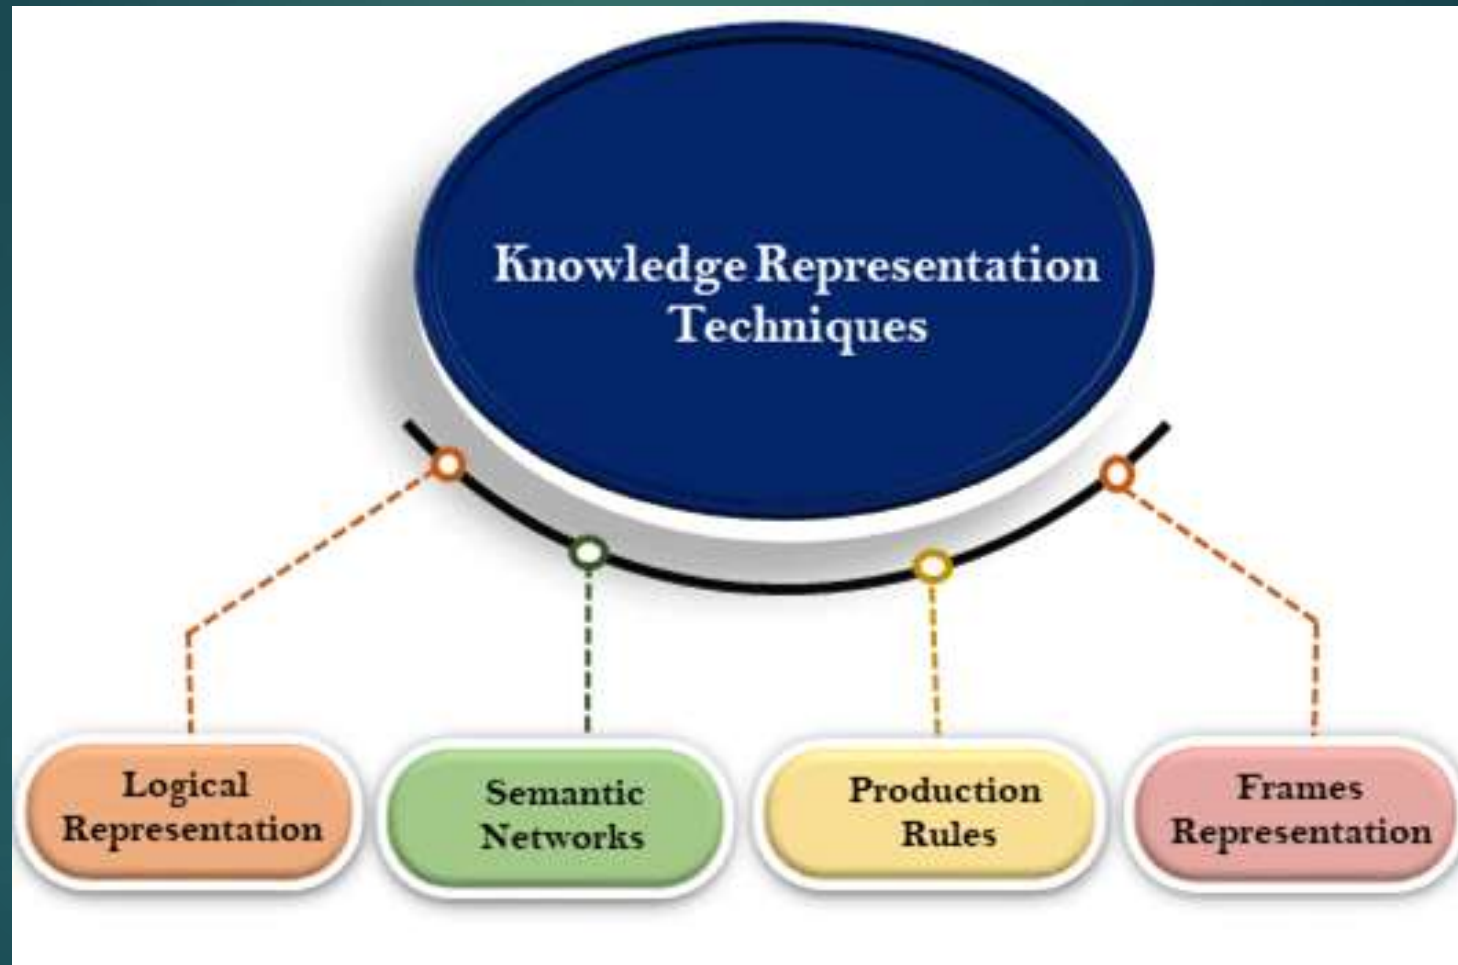 Knowledge Representation
Techniques
Logical
Representation
Semantic
Networks
Production
Rules
Frames
Representation